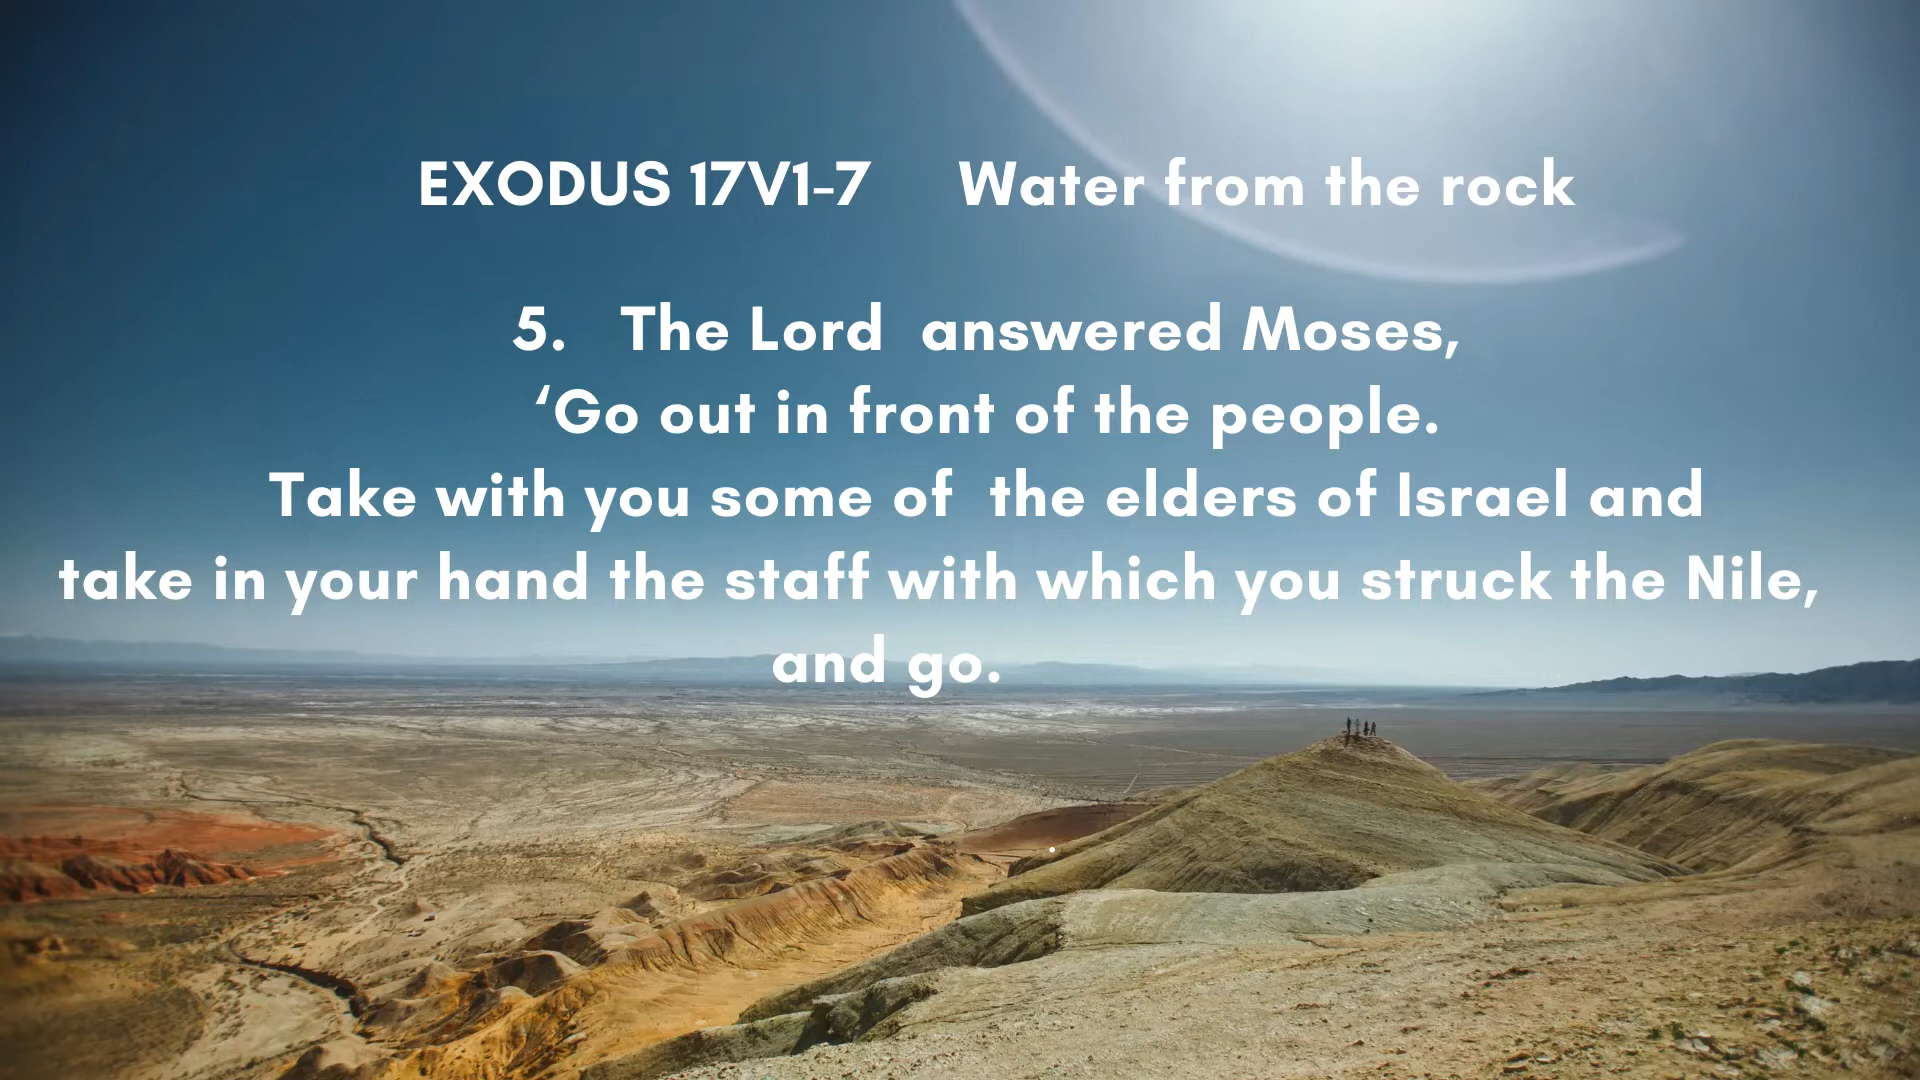 EXODUS 17V1-7 Water from the rock
5. The Lord answered Moses,
‘Go out in front of the people.
Take with you some of the elders of Israel and
take in your hand the staff with which you struck the Nile,
and go.
.